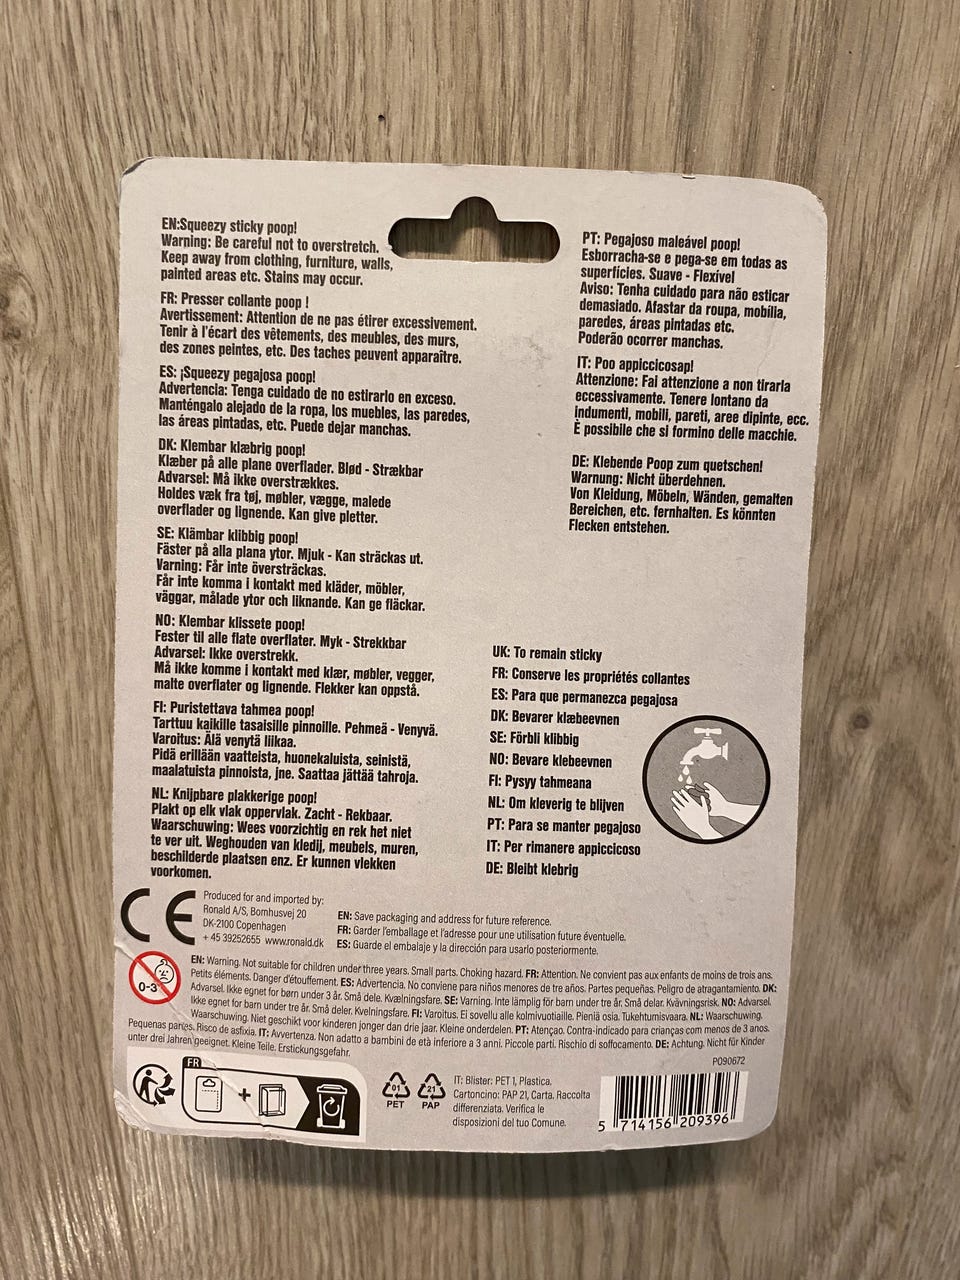 EN:Squeezy sticky poop!
Warning: Be careful not to overstretch.
Keep away from clothing, furniture, walls,
painted areas etc. Stains may occur.
FR: Presser collante poop !
Avertissement: Attention de ne pas étirer excessivement.
Tenir à l'écart des vêtements, des meubles, des murs,
des zones peintes, etc. Des taches peuvent apparaître.
ES: ¡Squeezy pegajosa poop!
Advertencia: Tenga cuidado de no estirarlo en exceso.
Manténgalo alejado de la ropa, los muebles, las paredes,
las áreas pintadas, etc. Puede dejar manchas.
DK: Klembar klæbrig poop!
Klæber på alle plane overflader. Blød - Strækbar
Advarsel: Må ikke overstrækkes.
Holdes væk fra tøj, møbler, vægge, malede
overflader og lignende. Kan give pletter.
SE: Klämbar klibbig poop!
Fäster på alla plana ytor. Mjuk - Kan sträckas ut.
Varning: Får inte översträckas.
Får inte komma i kontakt med kläder, möbler,
väggar, målade ytor och liknande. Kan ge fläckar.
NO: Klembar klissete poop!
Fester til alle flate overflater. Myk - Strekkbar
Advarsel: Ikke overstrekk.
Må ikke komme i kontakt med klær, møbler, vegger,
malte overflater og lignende. Flekker kan oppstå.
FI: Puristettava tahmea poop!
Tarttuu kaikille tasaisille pinnoille. Pehmeä - Venyvä.
Varoitus: Älä venytä liikaa.
Pidä erillään vaatteista, huonekaluista, seinistä,
maalatuista pinnoista, jne. Saattaa jättää tahroja.
NL: Knijpbare plakkerige poop!
Plakt op elk vlak oppervlak. Zacht - Rekbaar.
Waarschuwing: Wees voorzichtig en rek het niet
te ver uit. Weghouden van kledij, meubels, muren,
beschilderde plaatsen enz. Er kunnen vlekken
voorkomen.
PT: Pegajoso maleável poop!
Esborracha-se e pega-se em todas as
superfícies. Suave - Flexível
Aviso: Tenha cuidado para não esticar
demasiado. Afastar da roupa, mobília,
paredes, áreas pintadas etc.
Poderão ocorrer manchas.
IT: Poo appiccicosap!
Attenzione: Fai attenzione a non tirarla
eccessivamente. Tenere lontano da
indumenti, mobili, pareti, aree dipinte, ecc.
È possibile che si formino delle macchie.
DE: Klebende Poop zum quetschen!
Warnung: Nicht überdehnen.
Von Kleidung, Möbeln, Wänden, gemalten
Bereichen, etc. fernhalten. Es könnten
Flecken entstehen.
UK: To remain sticky
FR: Conserve les propriétés collantes
ES: Para que permanezca pegajosa
DK: Bevarer klæbeevnen
SE: Förbli klibbig
NO: Bevare klebeevnen
FI: Pysyy tahmeana
NL: Om kleverig te blijven
PT: Para se manter pegajoso
IT: Per rimanere appiccicoso
DE: Bleibt klebrig
CE
Produced for and imported by:
Ronald A/S, Bornhusvej 20
DK-2100 Copenhagen
+ 45 39252655 www.ronald.dk
EN: Save packaging and address for future reference.
FR: Garder l'emballage et l'adresse pour une utilisation future éventuelle.
ES: Guarde el embalaje y la dirección para usarlo posteriormente.
0-3
EN: Warning. Not suitable for children under three years. Small parts. Choking hazard. FR: Attention. Ne convient pas aux enfants de moins de trois ans.
Petits éléments. Danger d'étouffement. ES: Advertencia. No conviene para niños menores de tres años. Partes pequeñas. Peligro de atragantamiento. DK:
Advarsel. Ikke egnet for børn under 3 år. Små dele. Kvælningsfare. SE: Varning. Inte lämplig för barn under tre år. Små delar. Kvävningsrisk. NO: Advarsel.
Ikke egnet for barn under tre år. Små deler. Kvelningsfare. FI: Varoitus. Ei sovellu alle kolmivuotiaille. Pieniä osia. Tukehtumisvaara. NL: Waarschuwing.
Waarschuwing. Niet geschikt voor kinderen jonger dan drie jaar. Kleine onderdelen. PT: Atençao. Contra-indicado para crianças com menos de 3 anos.
Pequenas partes. Risco de asfixia. IT: Avvertenza. Non adatto a bambini de età inferiore a 3 anni. Piccole parti. Rischio di soffocamento. DE: Achtung. Nicht für Kinder
unter drei Jahren geeignet. Kleine Teile. Erstickungsgefahr.
PO90672
FR
+
01
PET
21
PAP
IT: Blister: PET 1, Plastica.
Cartoncino: PAP 21, Carta. Raccolta
differenziata. Verifica le
disposizioni del tuo Comune.
5 714156 209396